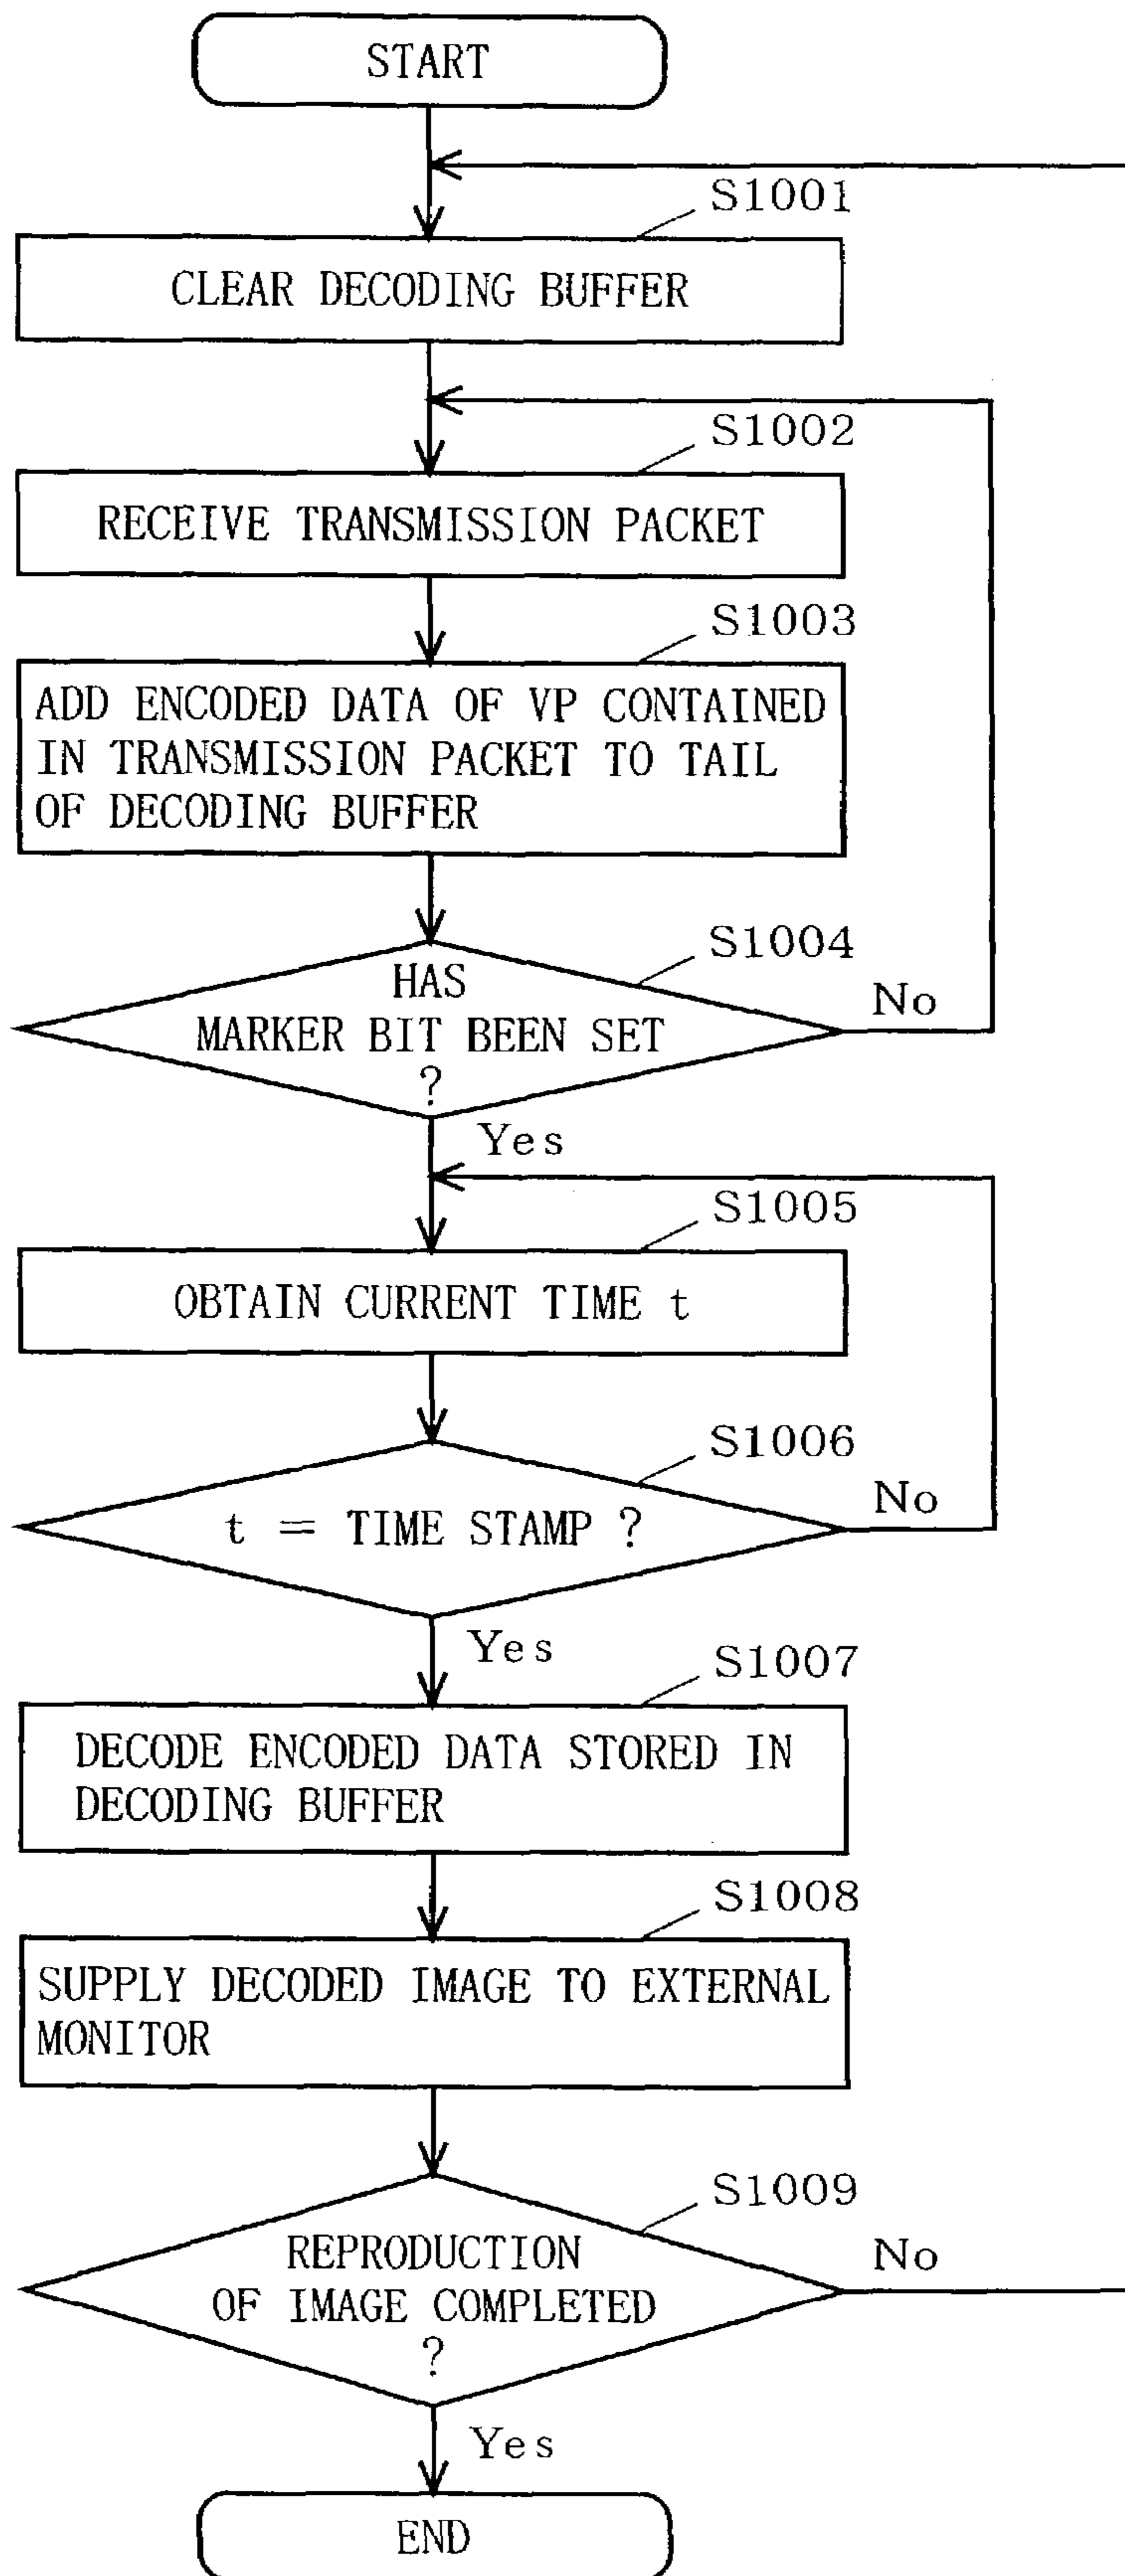 START
S1001
CLEAR DECODING BUFFER
S1002
RECEIVE TRANSMISSION PACKET
S1003
ADD ENCODED DATA OF VP CONTAINED
IN TRANSMISSION PACKET TO TAIL
OF DECODING BUFFER
S1004
HAS
MARKER BIT BEEN SET
?
No
Yes
S1005
OBTAIN CURRENT TIME t
S1006
t = TIME STAMP ?
No
Yes
S1007
DECODE ENCODED DATA STORED IN
DECODING BUFFER
S1008
SUPPLY DECODED IMAGE TO EXTERNAL
MONITOR
S1009
REPRODUCTION
OF IMAGE COMPLETED
?
No
Yes
END